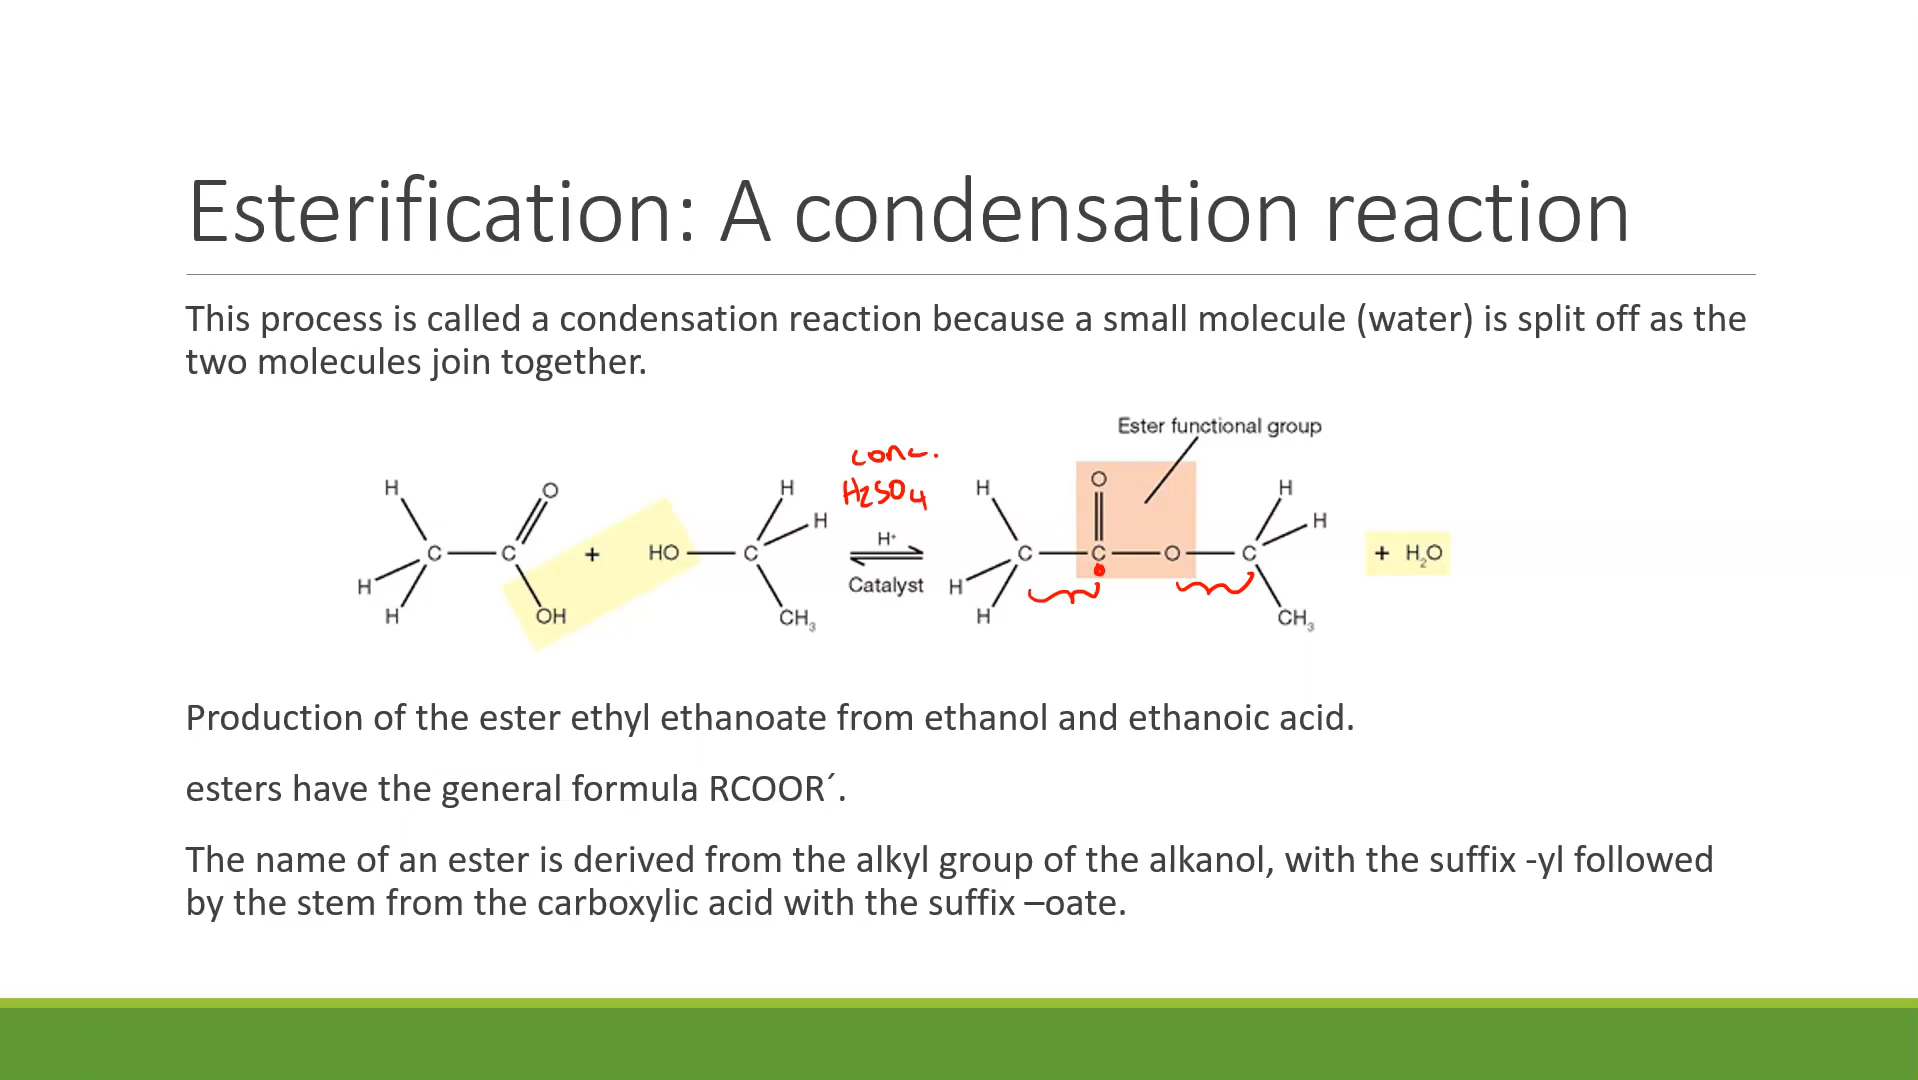 Esterification: A condensation reaction
This process is called a condensation reaction because a small molecule (water) is split off as the
two molecules join together.
Ester functional group
conc.
H2SO4
H O H H O H
H H
C C + HO C H+ C C O C + H2O
H Catalyst H
H OH CH3 H CH3
Production of the ester ethyl ethanoate from ethanol and ethanoic acid.
esters have the general formula RCOOR´.
The name of an ester is derived from the alkyl group of the alkanol, with the suffix -yl followed
by the stem from the carboxylic acid with the suffix –oate.